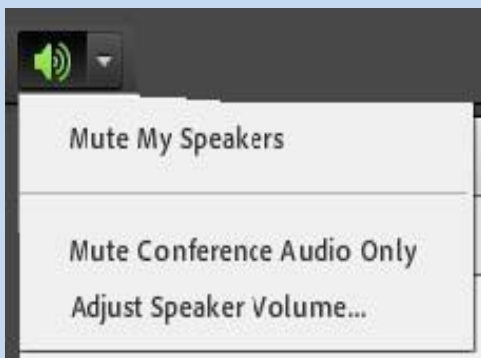 Mute My Speakers
Mute Conference Audio Only
Adjust Speaker Volume...